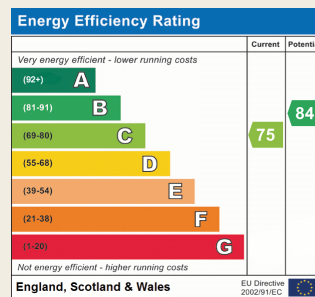 Energy Efficiency Rating
Current Potenti
Very energy efficient - lower running costs
(92+) A
(81-91) B
84
(69-80) C
75
(55-68) D
(39-54) E
(21-38) F
(1-20) G
Not energy efficient - higher running costs
England, Scotland & Wales
EU Directive
2002/91/EC